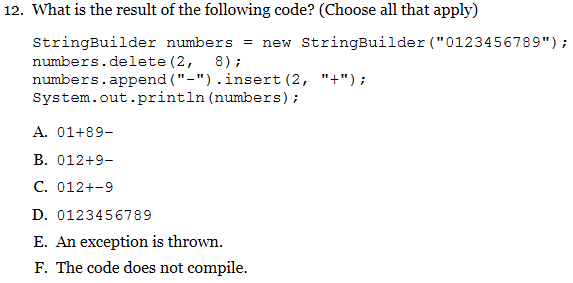 12. What is the result of the following code? (Choose all that apply)
StringBuilder numbers = new StringBuilder("0123456789");
numbers.delete(2,  8);
numbers.append("-").insert(2, "+");
System.out.println(numbers);
A. 01+89–
B. 012+9–
C. 012+–9
D. 0123456789
E. An exception is thrown.
F. The code does not compile.